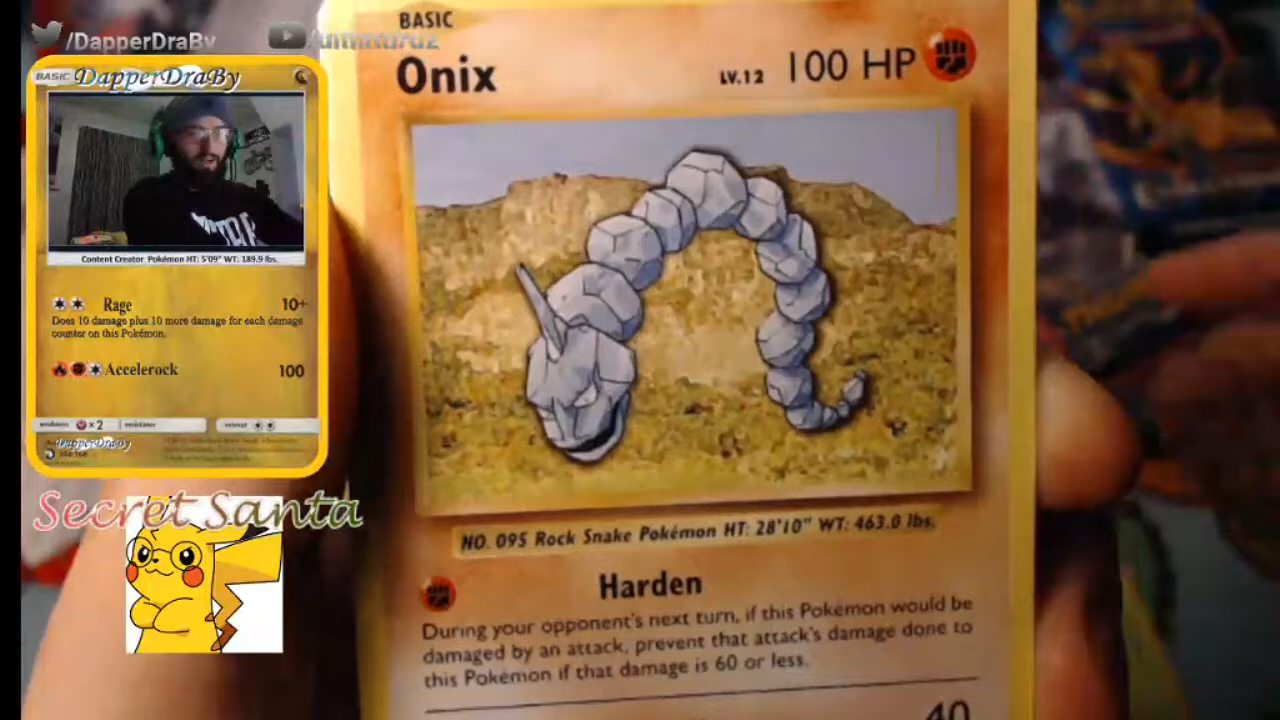 /DapperDraBy
BASIC DapperDraBy
Content Creator Pokémon HT: 5'09" WT: 189.9 lbs.
Rage 10+
Does 10 damage plus 10 more damage for each damage
counter on this Pokémon.
Accelerock 100
weakness ×2 resistance retreat
DapperDraBy
Secret Santa
BASIC
Onix LV.12 100 HP
NO. 095 Rock Snake Pokémon HT: 28'10" WT: 463.0 lbs.
Harden
During your opponent's next turn, if this Pokémon would be
damaged by an attack, prevent that attack's damage done to
this Pokémon if that damage is 60 or less.
40